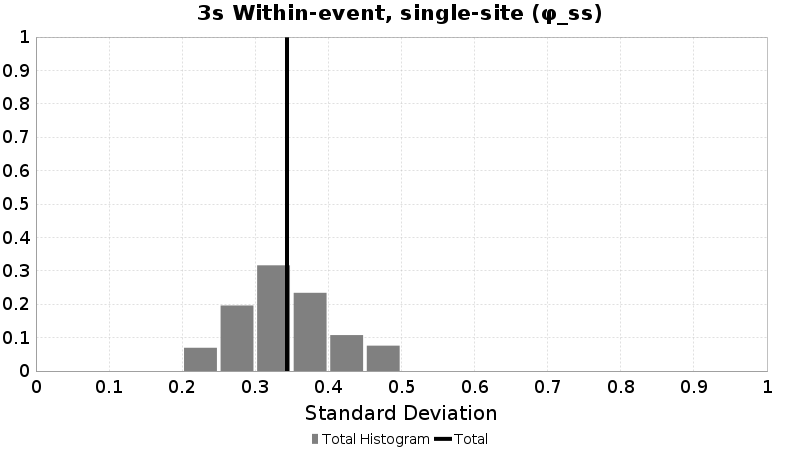 3s Within-event, single-site (φ_ss)
1
0.9
0.8
0.7
0.6
0.5
0.4
0.3
0.2
0.1
0
0 0.1 0.2 0.3 0.4 0.5 0.6 0.7 0.8 0.9 1
Standard Deviation
Total Histogram Total